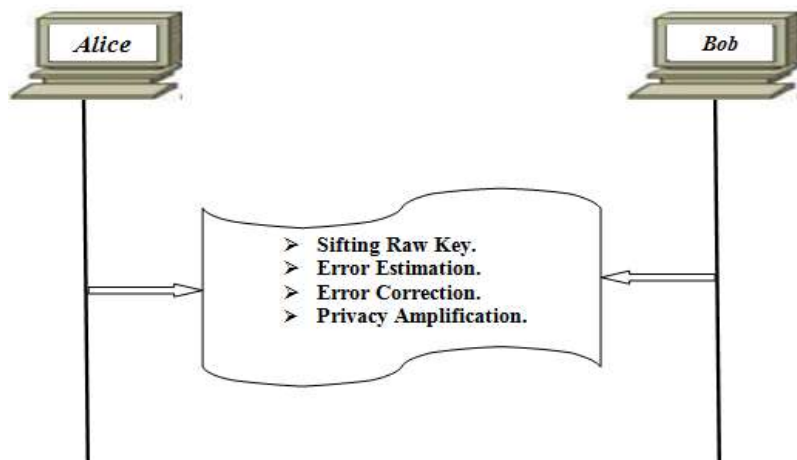 Alice
Bob
➢ Sifting Raw Key.
➢ Error Estimation.
➢ Error Correction.
➢ Privacy Amplification.